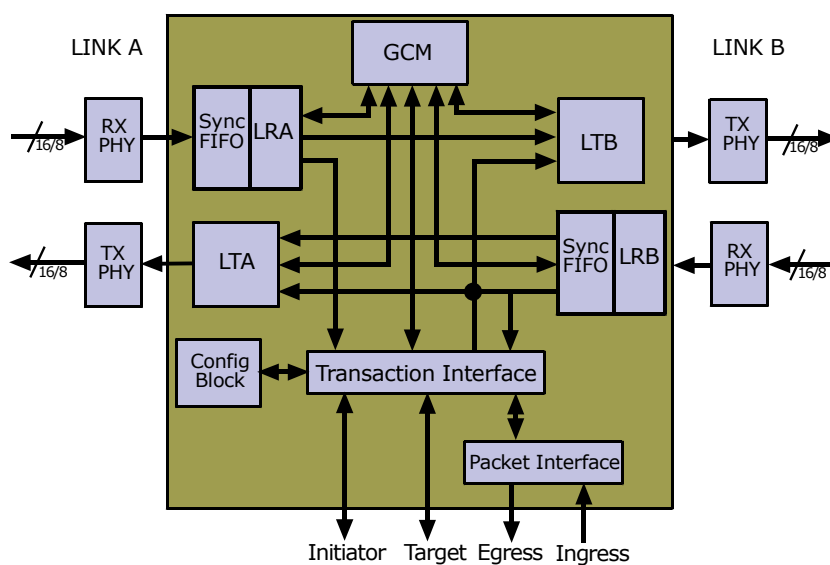 LINK A
GCM
LINK B
RX
PHY
16/8
Sync
FIFO
LRA
LTB
TX
PHY
16/8
TX
PHY
16/8
LTA
Sync
FIFO
LRB
RX
PHY
16/8
Config
Block
Transaction Interface
Packet Interface
Initiator
Target
Egress
Ingress